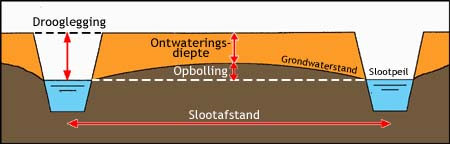 Drooglegging
Ontwaterings-
diepte
Opbolling
Grondwaterstand
Slootpeil
Slootafstand